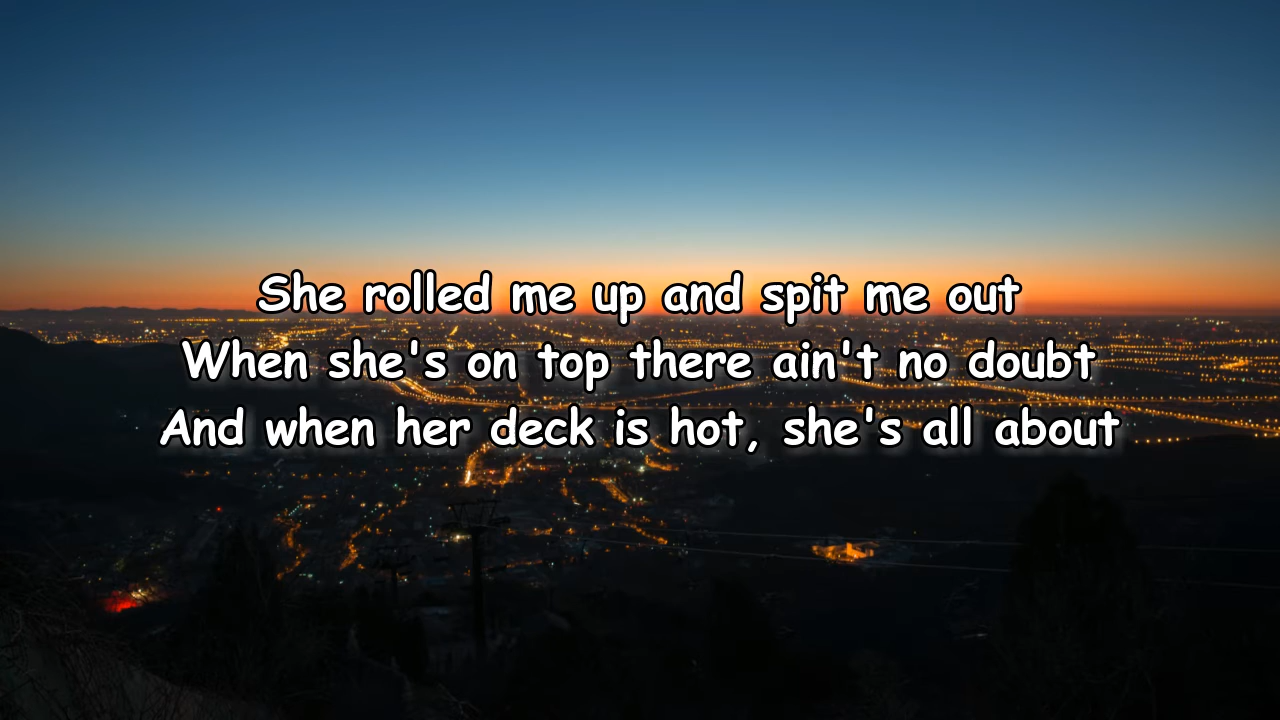 She rolled me up and spit me out
When she's on top there ain't no doubt
And when her deck is hot, she's all about